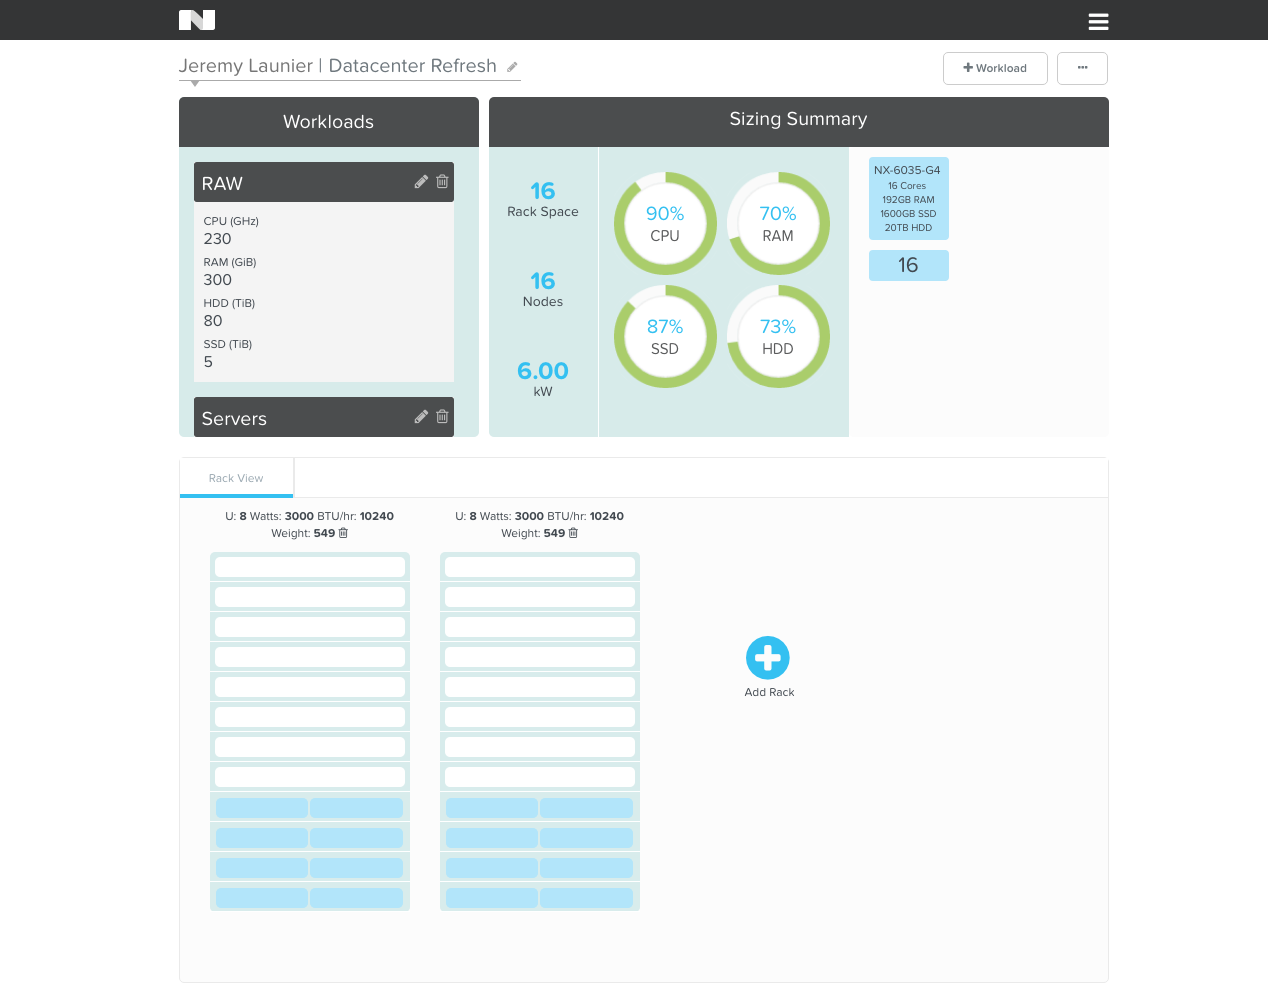 Jeremy Launier | Datacenter Refresh
+ Workload
···
Workloads
RAW
CPU (GHz)
230
RAM (GiB)
300
HDD (TiB)
80
SSD (TiB)
5
Servers
Sizing Summary
16
Rack Space
16
Nodes
6.00
kW
90%
CPU
70%
RAM
87%
SSD
73%
HDD
NX-6035-G4
16 Cores
192GB RAM
1600GB SSD
20TB HDD
16
Rack View
U: 8 Watts: 3000 BTU/hr: 10240
Weight: 549
U: 8 Watts: 3000 BTU/hr: 10240
Weight: 549
Add Rack